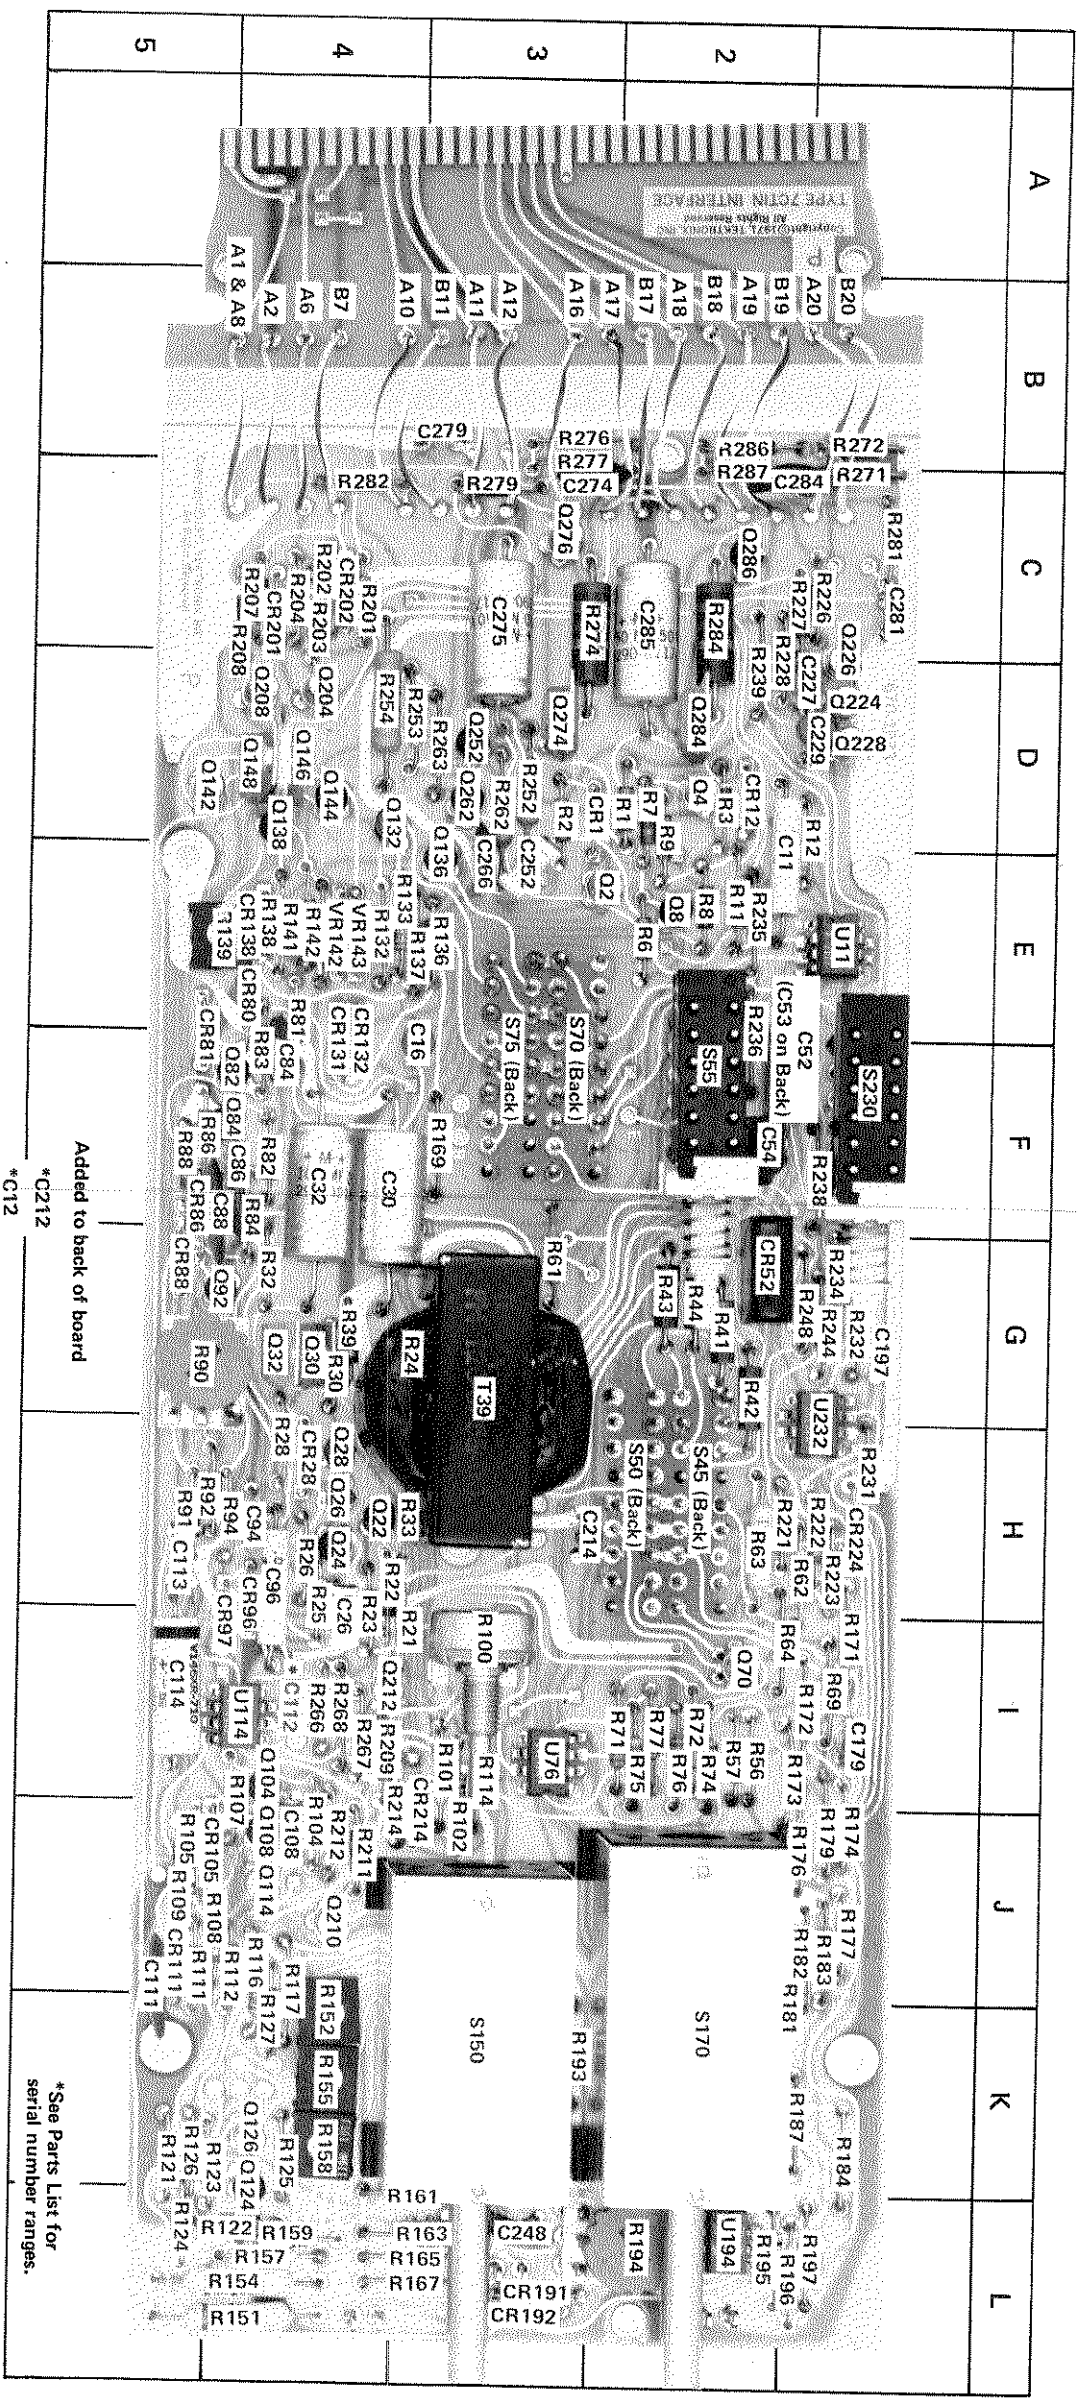 5
4
3
2
A
B
C
D
E
F
G
H
I
J
K
L
TYPE 7CT1N INTERFACE
Copyright©1971 TEKTRONIX INC
All Rights Reserved
A1 & A8
A2
A6
B7
A10
B11
A11
A12
A16
A17
B17
A18
B18
A19
B19
A20
B20
C279
R276
R286
R272
R282
R279
R277
C274
R287
C284
R271
Q276
Q286
R281
R207
CR201
R204
R202
R203
CR202
R201
C275
R274
C285
R284
R227
R226
C281
R208
Q208
Q204
R254
R253
R263
Q252
Q274
Q284
R239
R228
C227
Q226
Q224
C229
Q228
Q142
Q148
Q146
Q144
Q138
Q132
Q262
R262
R252
R2
CR1
R1
R7
R9
Q4
R3
CR12
C11
R12
Q136
C266
C252
Q2
R6
Q8
R8
R11
R235
U11
R139
CR138
R138
R141
R142
VR142
VR143
R132
R133
R137
R136
CR80
R81
CR131
CR132
C16
S75 (Back)
S70 (Back)
S55
R236
(C53 on Back)
C52
S230
CR81
Q82
R83
C84
R88
R86
Q84
C86
R82
R169
C54
R238
CR86
C88
R84
C32
C30
CR88
Q92
R32
R61
R43
R44
R41
CR52
R234
R248
R244
R232
C197
R90
Q32
Q30
R30
R39
R24
T39
R42
U232
R28
CR28
Q28
Q26
Q24
Q22
R33
C214
S50 (Back)
S45 (Back)
R63
R221
R222
CR224
R231
R91
R92
R94
C94
R26
R22
R62
R223
C113
CR97
CR96
C96
R25
C26
R23
R21
R100
Q70
R64
R171
C114
U114
*C112
R266
R268
R267
Q212
R209
R101
R114
U76
R71
R77
R72
R75
R76
R74
R57
R56
R172
R69
C179
R173
R107
Q104
Q108
C108
R104
R212
R211
R214
CR214
R102
R176
R179
R174
R105
CR105
R109
R108
Q114
Q210
R177
R182
R183
C111
CR111
R111
R112
R116
R117
R127
R152
S150
R193
S170
R181
R155
R158
R187
R184
R121
R126
R123
Q126
Q124
R125
R124
R161
R122
R159
R163
C248
R194
U194
R195
R196
R197
R157
R165
R154
R167
CR191
R151
CR192
Added to back of board
*C212
*C12
*See Parts List for
serial number ranges.